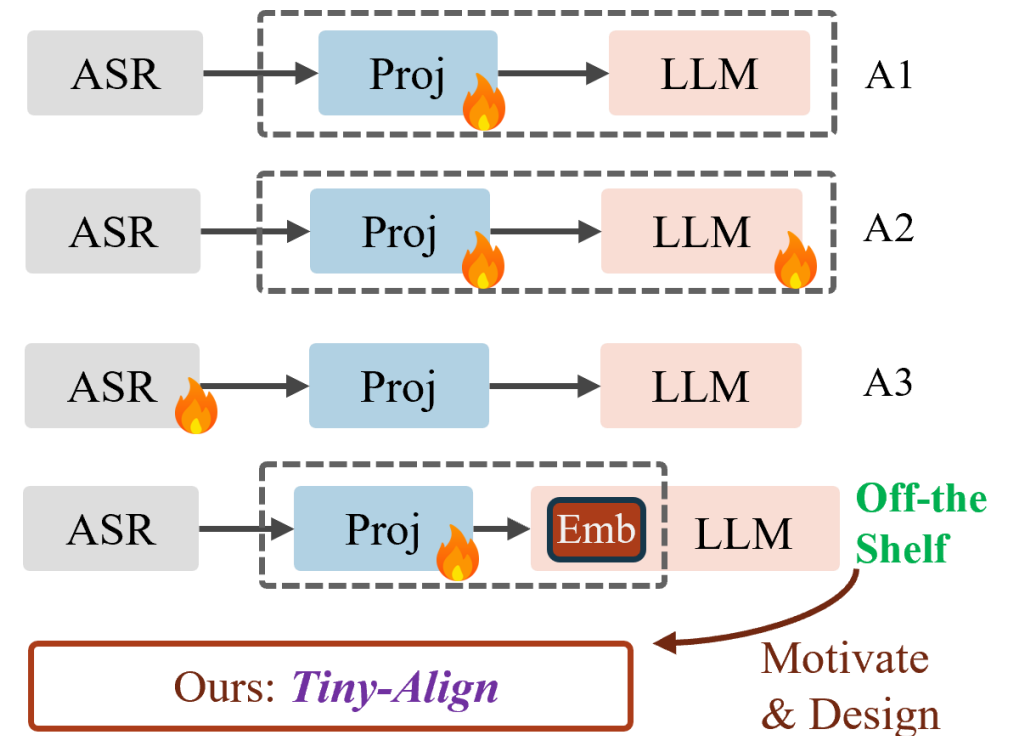 ASR Proj LLM A1
ASR Proj LLM A2
ASR Proj LLM A3
ASR Proj Emb LLM
Off-the
Shelf
Ours: Tiny-Align
Motivate
& Design